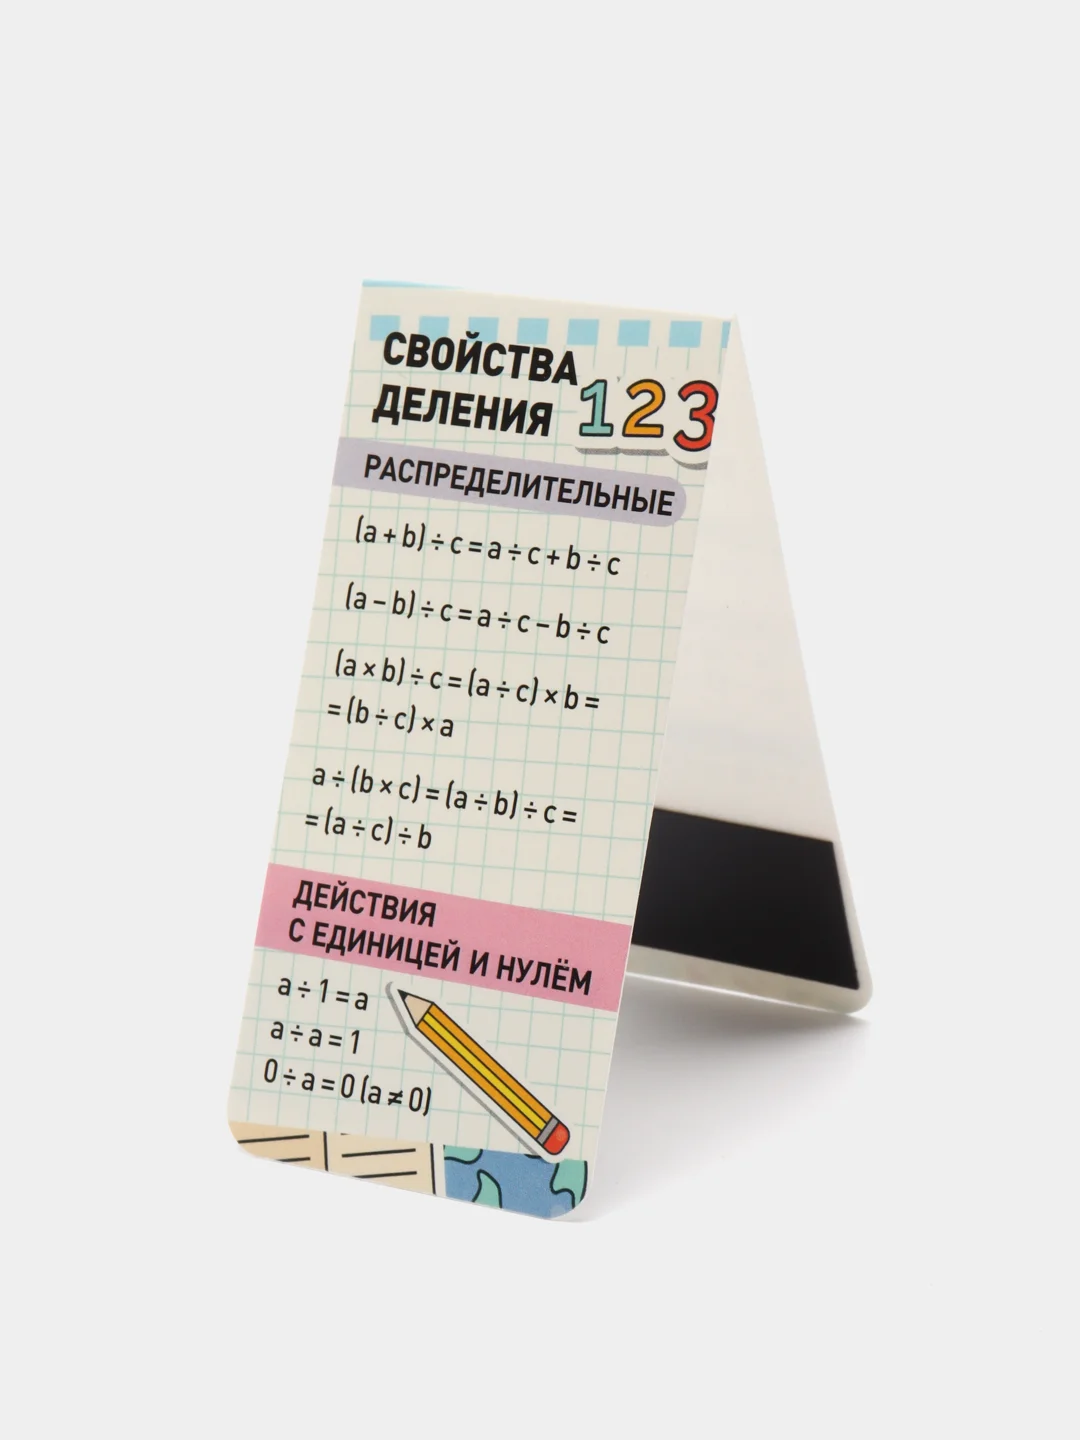 СВОЙСТВА
ДЕЛЕНИЯ
123
РАСПРЕДЕЛИТЕЛЬНЫЕ
(a + b) ÷ c = a ÷ c + b ÷ c
(a – b) ÷ c = a ÷ c – b ÷ c
(a × b) ÷ c = (a ÷ c) × b =
= (b ÷ c) × a
a ÷ (b × c) = (a ÷ b) ÷ c =
= (a ÷ c) ÷ b
ДЕЙСТВИЯ
С ЕДИНИЦЕЙ И НУЛЁМ
a ÷ 1 = a
a ÷ a = 1
0 ÷ a = 0 (a ≠ 0)